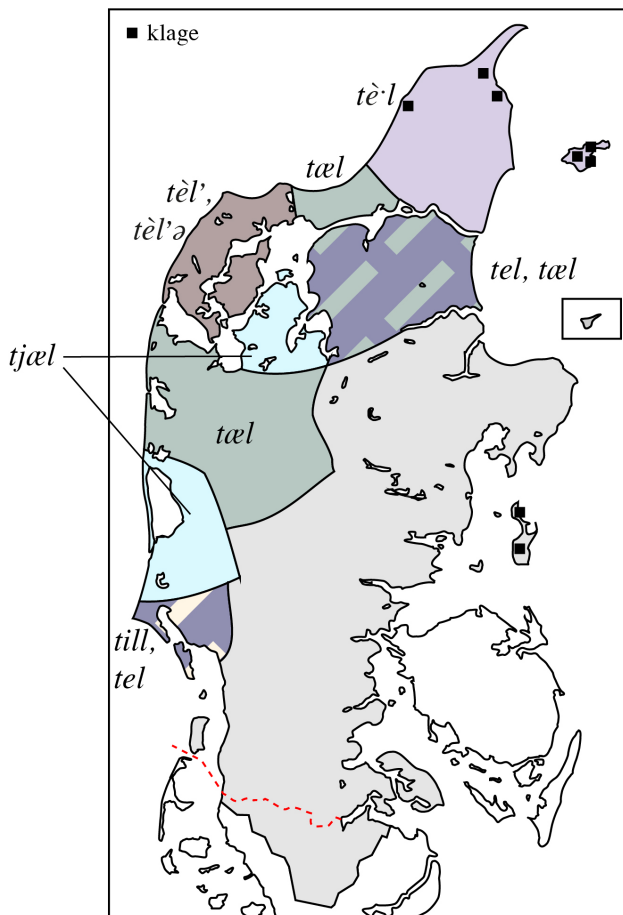 klage
tè·l
tæl
tèl’,
tèl’ə
tel, tæl
tjæl
tæl
till,
tel